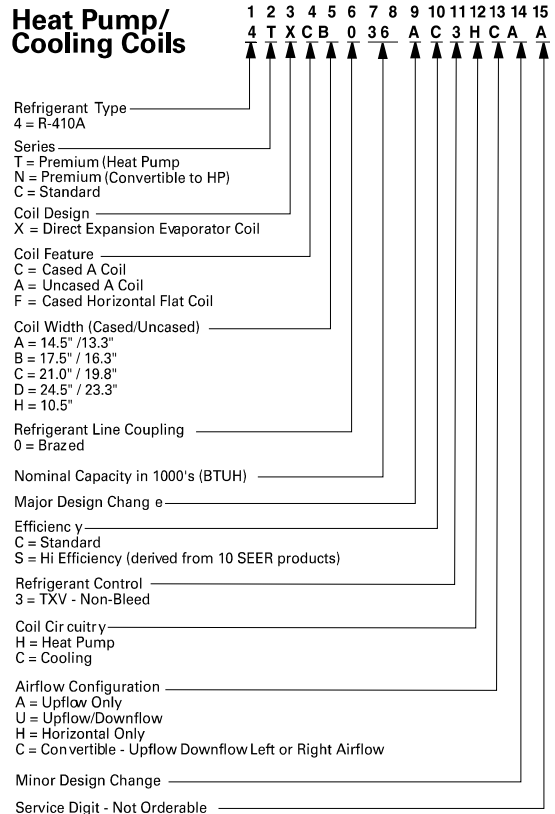 Heat Pump/
Cooling Coils
1 2 3 4 5 6 7 8 9 10 11 12 13 14 15
4 T X C B 0 3 6 A C 3 H C A A
Refrigerant Type
4 = R-410A
Series
T = Premium (Heat Pump
N = Premium (Convertible to HP)
C = Standard
Coil Design
X = Direct Expansion Evaporator Coil
Coil Feature
C = Cased A Coil
A = Uncased A Coil
F = Cased Horizontal Flat Coil
Coil Width (Cased/Uncased)
A = 14.5" /13.3"
B = 17.5" / 16.3"
C = 21.0" / 19.8"
D = 24.5" / 23.3"
H = 10.5"
Refrigerant Line Coupling
0 = Brazed
Nominal Capacity in 1000's (BTUH)
Major Design Chang e
Efficienc y
C = Standard
S = Hi Efficiency (derived from 10 SEER products)
Refrigerant Control
3 = TXV - Non-Bleed
Coil Cir cuitry
H = Heat Pump
C = Cooling
Airflow Configuration
A = Upflow Only
U = Upflow/Downflow
H = Horizontal Only
C = Convertible - Upflow Downflow Left or Right Airflow
Minor Design Change
Service Digit - Not Orderable